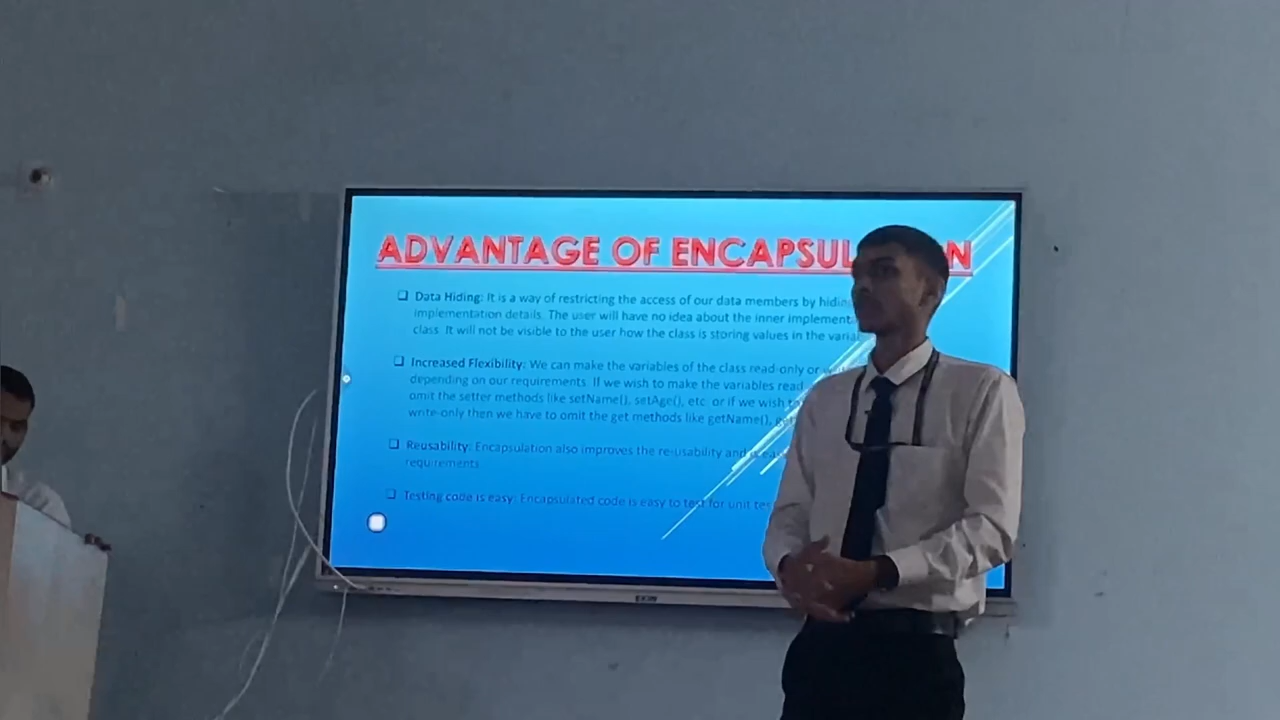 ADVANTAGE OF ENCAPSUL N
❑ Data Hiding: It is a way of restricting the access of our data members by hidin
implementation details. The user will have no idea about the inner implement
class. It will not be visible to the user how the class is storing values in the varia
❑ Increased Flexibility: We can make the variables of the class read-only or
depending on our requirements. If we wish to make the variables read
omit the setter methods like setName(), setAge(), etc. or if we wish
write-only then we have to omit the get methods like getName(),
❑ Reusability: Encapsulation also improves the re-usability and
requirements.
❑ Testing code is easy: Encapsulated code is easy to test for unit tes